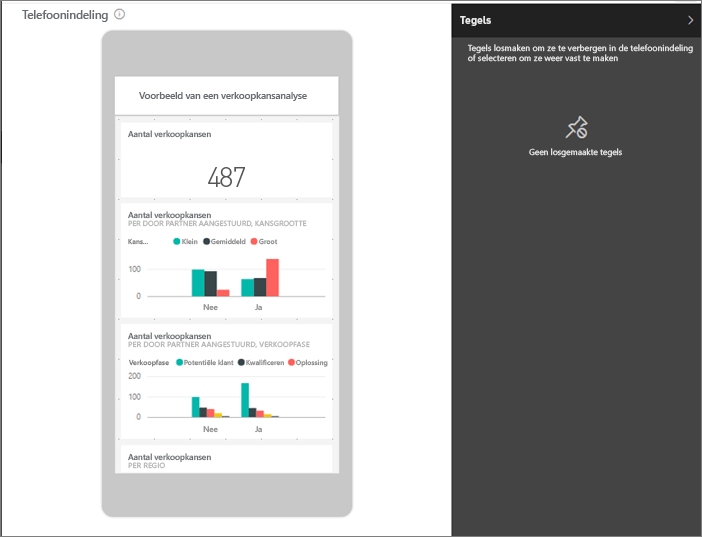 Telefoonindeling
Voorbeeld van een verkoopkansanalyse
Aantal verkoopkansen
487
Aantal verkoopkansen
PER DOOR PARTNER AANGESTUURD, KANSGROOTTE
Kans... Klein Gemiddeld Groot
100
0
Nee Ja
Aantal verkoopkansen
PER DOOR PARTNER AANGESTUURD, VERKOOPFASE
Verkoopfase Potentiële klant Kwalificeren Oplossing
200
100
0
Nee Ja
Aantal verkoopkansen
PER REGIO
Tegels
Tegels losmaken om ze te verbergen in de telefoonindeling
of selecteren om ze weer vast te maken
Geen losgemaakte tegels